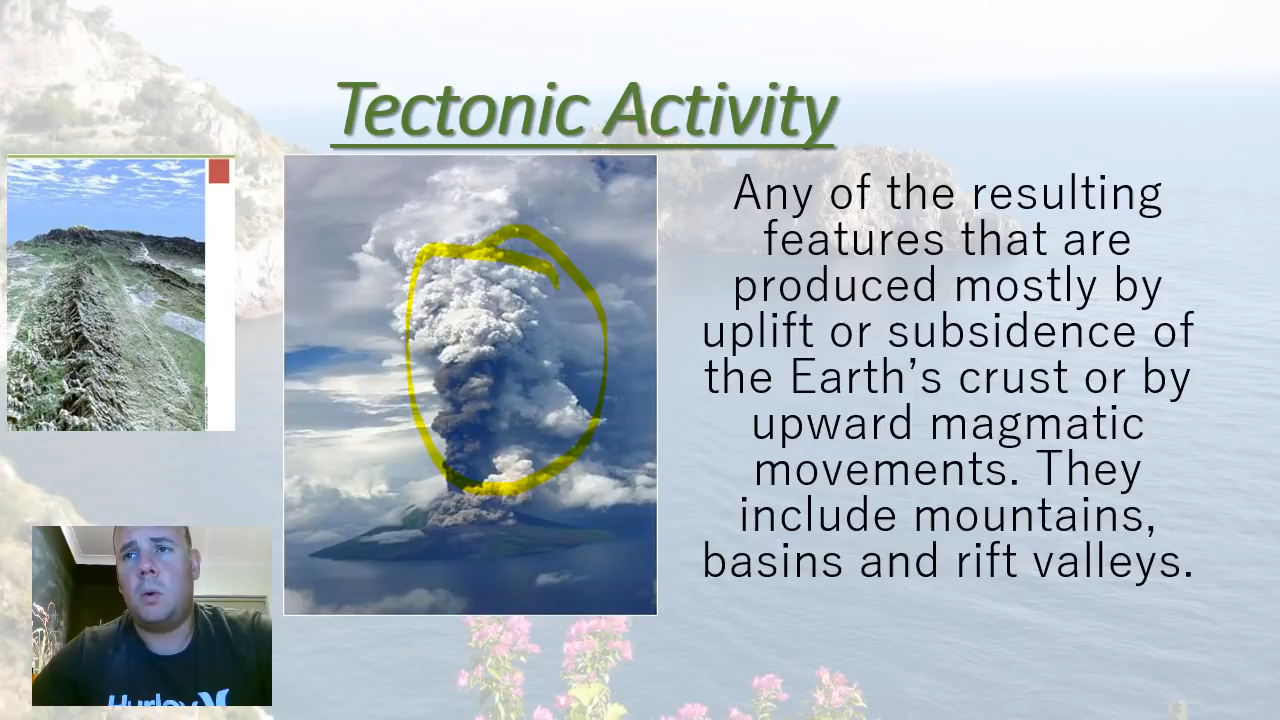 Tectonic Activity
Any of the resulting
features that are
produced mostly by
uplift or subsidence of
the Earth’s crust or by
upward magmatic
movements. They
include mountains,
basins and rift valleys.
Hurley